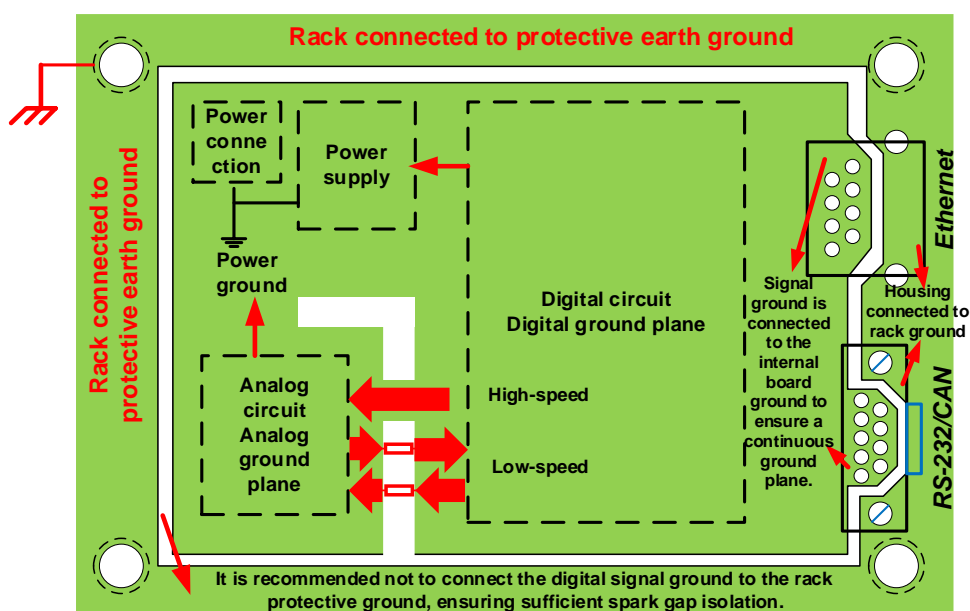 Rack connected to protective earth ground
Rack connected to
protective earth ground
Power
conne
ction
Power
supply
Power
ground
Digital circuit
Digital ground plane
Analog
circuit
Analog
ground
plane
High-speed
Low-speed
Signal
ground is
connected
to the
internal
board
ground to
ensure a
continuous
ground
plane.
Housing
connected to
rack ground
Ethernet
RS-232/CAN
It is recommended not to connect the digital signal ground to the rack
protective ground, ensuring sufficient spark gap isolation.